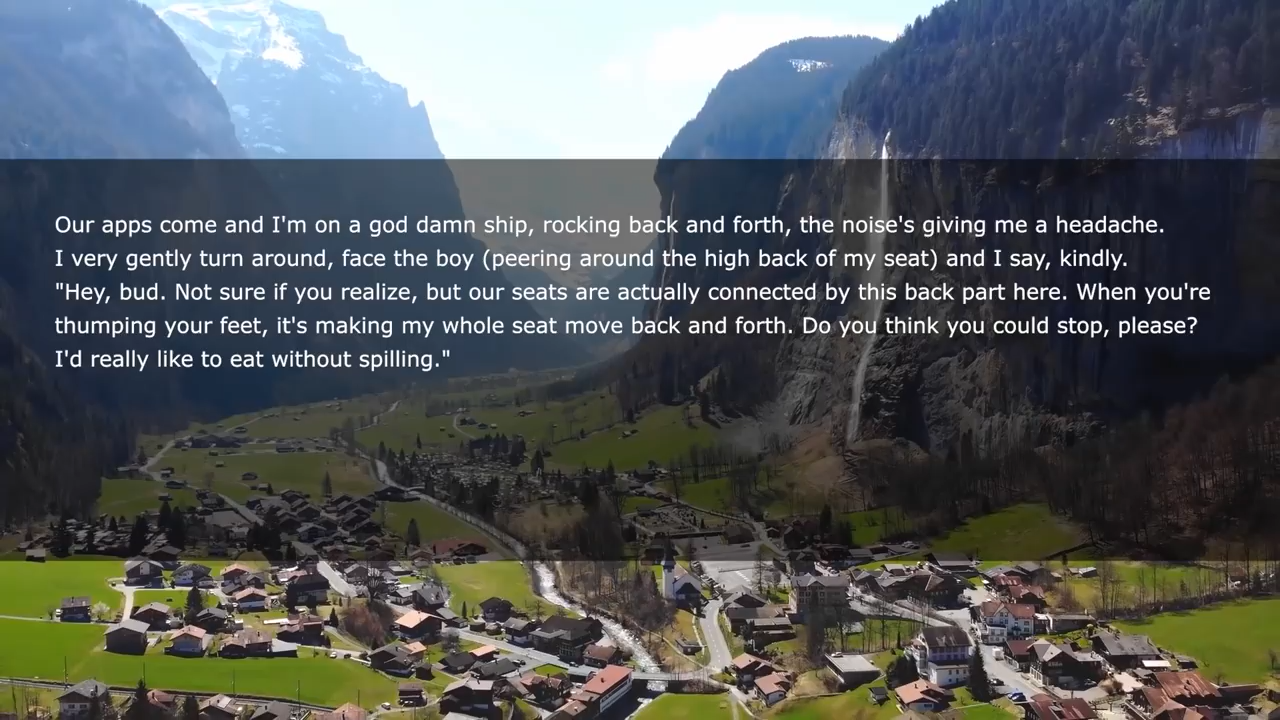 Our apps come and I'm on a god damn ship, rocking back and forth, the noise's giving me a headache.
I very gently turn around, face the boy (peering around the high back of my seat) and I say, kindly.
"Hey, bud. Not sure if you realize, but our seats are actually connected by this back part here. When you're
thumping your feet, it's making my whole seat move back and forth. Do you think you could stop, please?
I'd really like to eat without spilling."